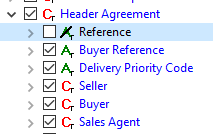 Header Agreement
Reference
Buyer Reference
Delivery Priority Code
Seller
Buyer
Sales Agent